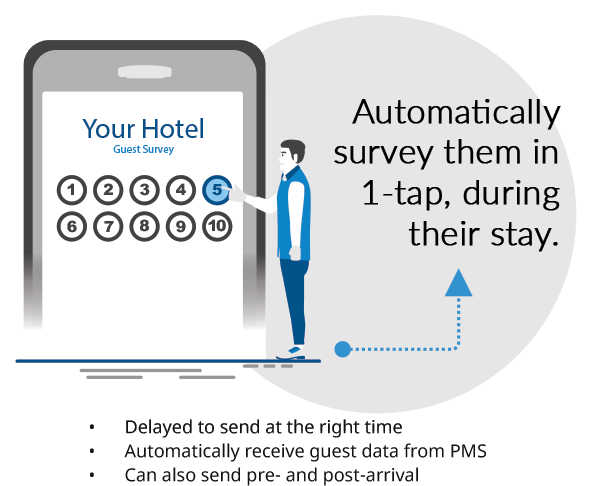 Your Hotel
Guest Survey
1 2 3 4 5
6 7 8 9 10
Automatically
survey them in
1-tap, during
their stay.
• Delayed to send at the right time
• Automatically receive guest data from PMS
• Can also send pre- and post-arrival